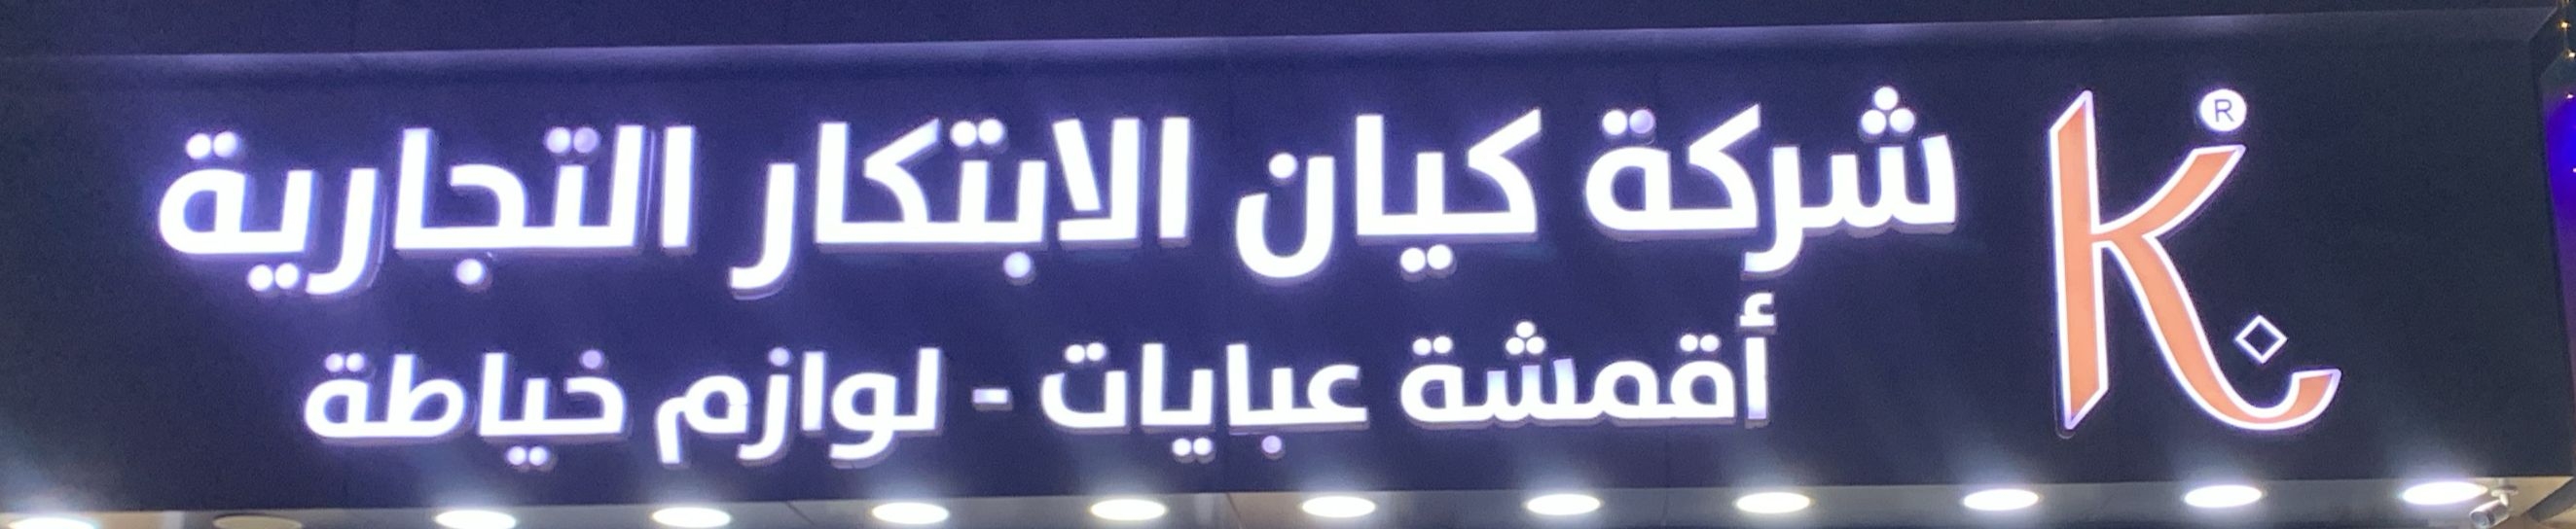 شركة كيان الابتكار التجارية
أقمشة عبايات - لوازم خياطة
K
®